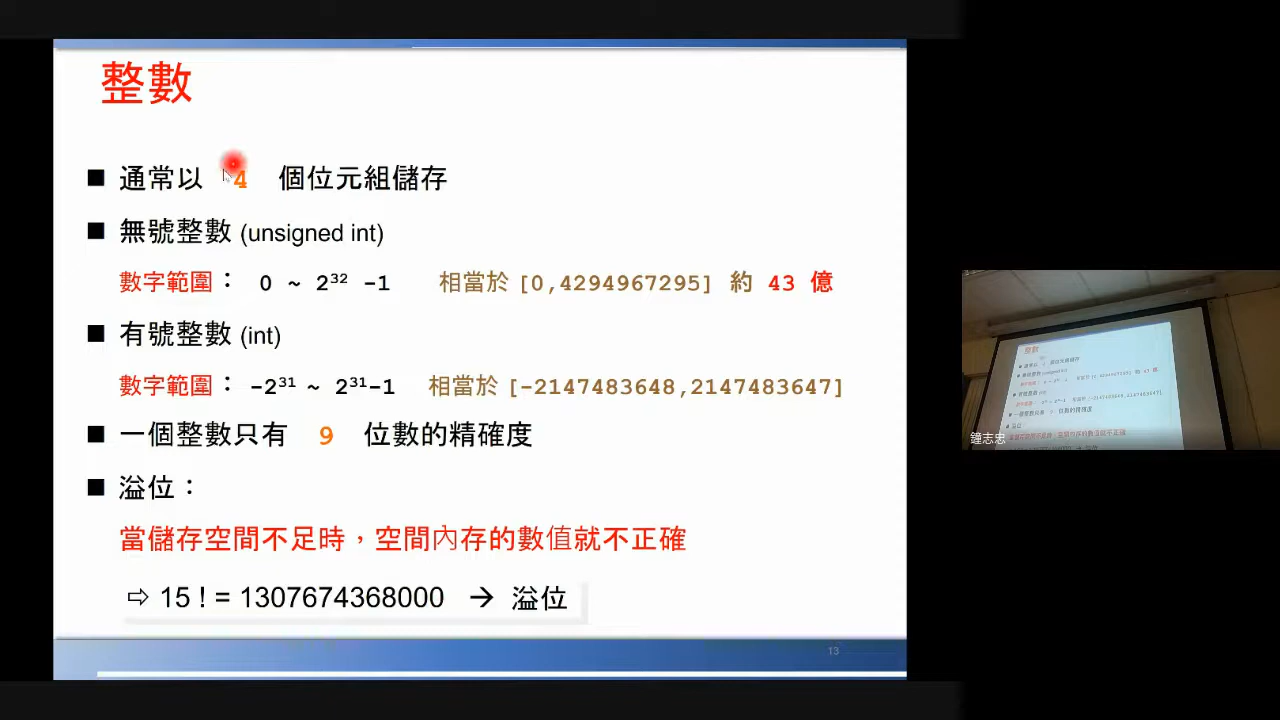 整數
■ 通常以 4 個位元組儲存
■ 無號整數 (unsigned int)
數字範圍： 0 ~ 2³² -1 相當於 [0,4294967295] 約 43 億
■ 有號整數 (int)
數字範圍： -2³¹ ~ 2³¹-1 相當於 [-2147483648,2147483647]
■ 一個整數只有 9 位數的精確度
■ 溢位：
當儲存空間不足時，空間內存的數值就不正確
⇨ 15 ! = 1307674368000 → 溢位
13
鐘志忠